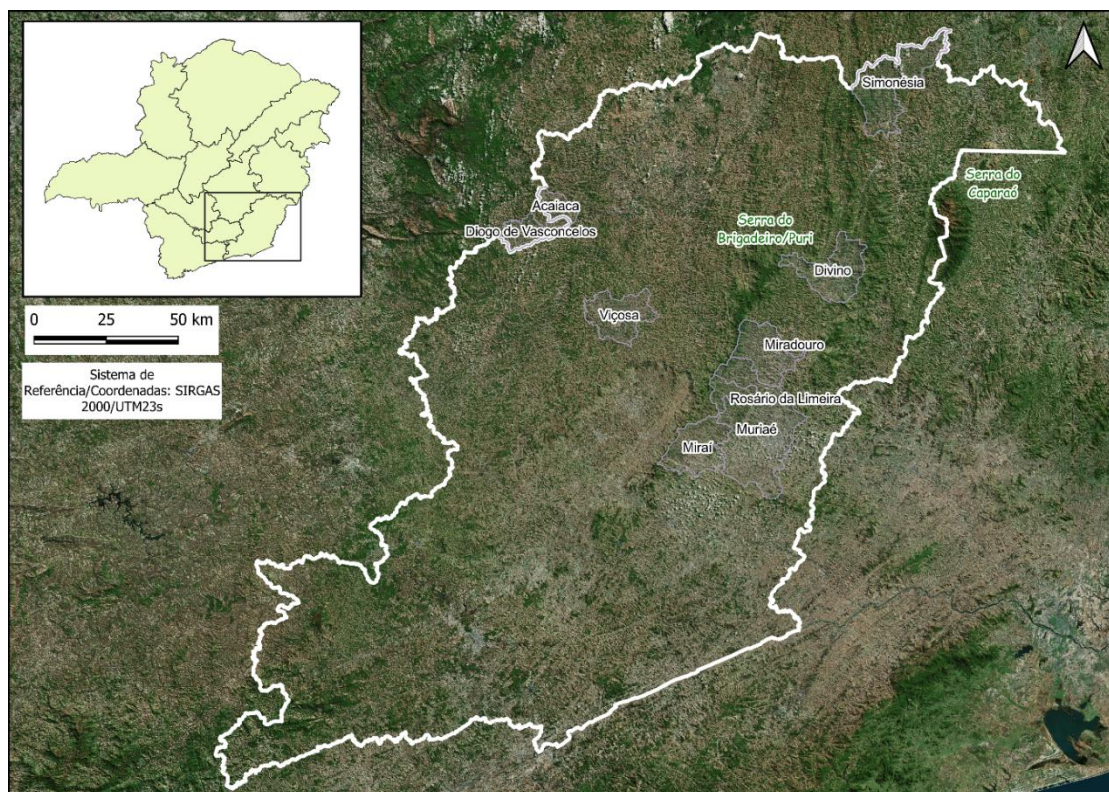 0 25 50 km
Sistema de
Referência/Coordenadas: SIRGAS
2000/UTM23s
Simonésia
Serra do
Caparaó
Acaiaca
Diogo de Vasconcelos
Serra do
Brigadeiro/Puri
Divino
Viçosa
Miradouro
Rosário da Limeira
Muriaé
Miraí